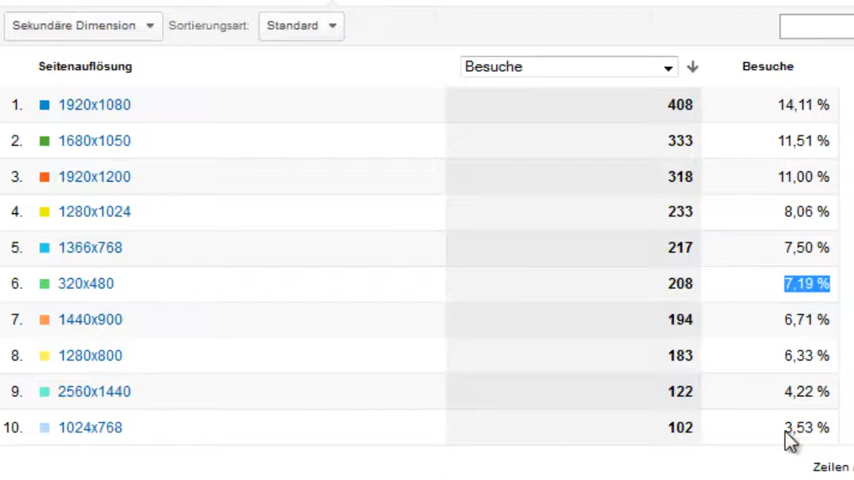 Sekundäre Dimension Sortierungsart: Standard
Seitenauflösung Besuche Besuche
1. 1920x1080 408 14,11 %
2. 1680x1050 333 11,51 %
3. 1920x1200 318 11,00 %
4. 1280x1024 233 8,06 %
5. 1366x768 217 7,50 %
6. 320x480 208 7,19 %
7. 1440x900 194 6,71 %
8. 1280x800 183 6,33 %
9. 2560x1440 122 4,22 %
10. 1024x768 102 3,53 %
Zeilen